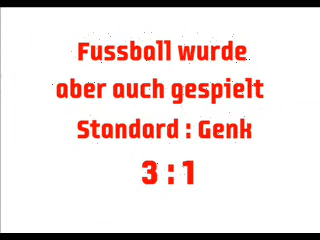 Fussball wurde
aber auch gespielt
Standard : Genk
3 : 1